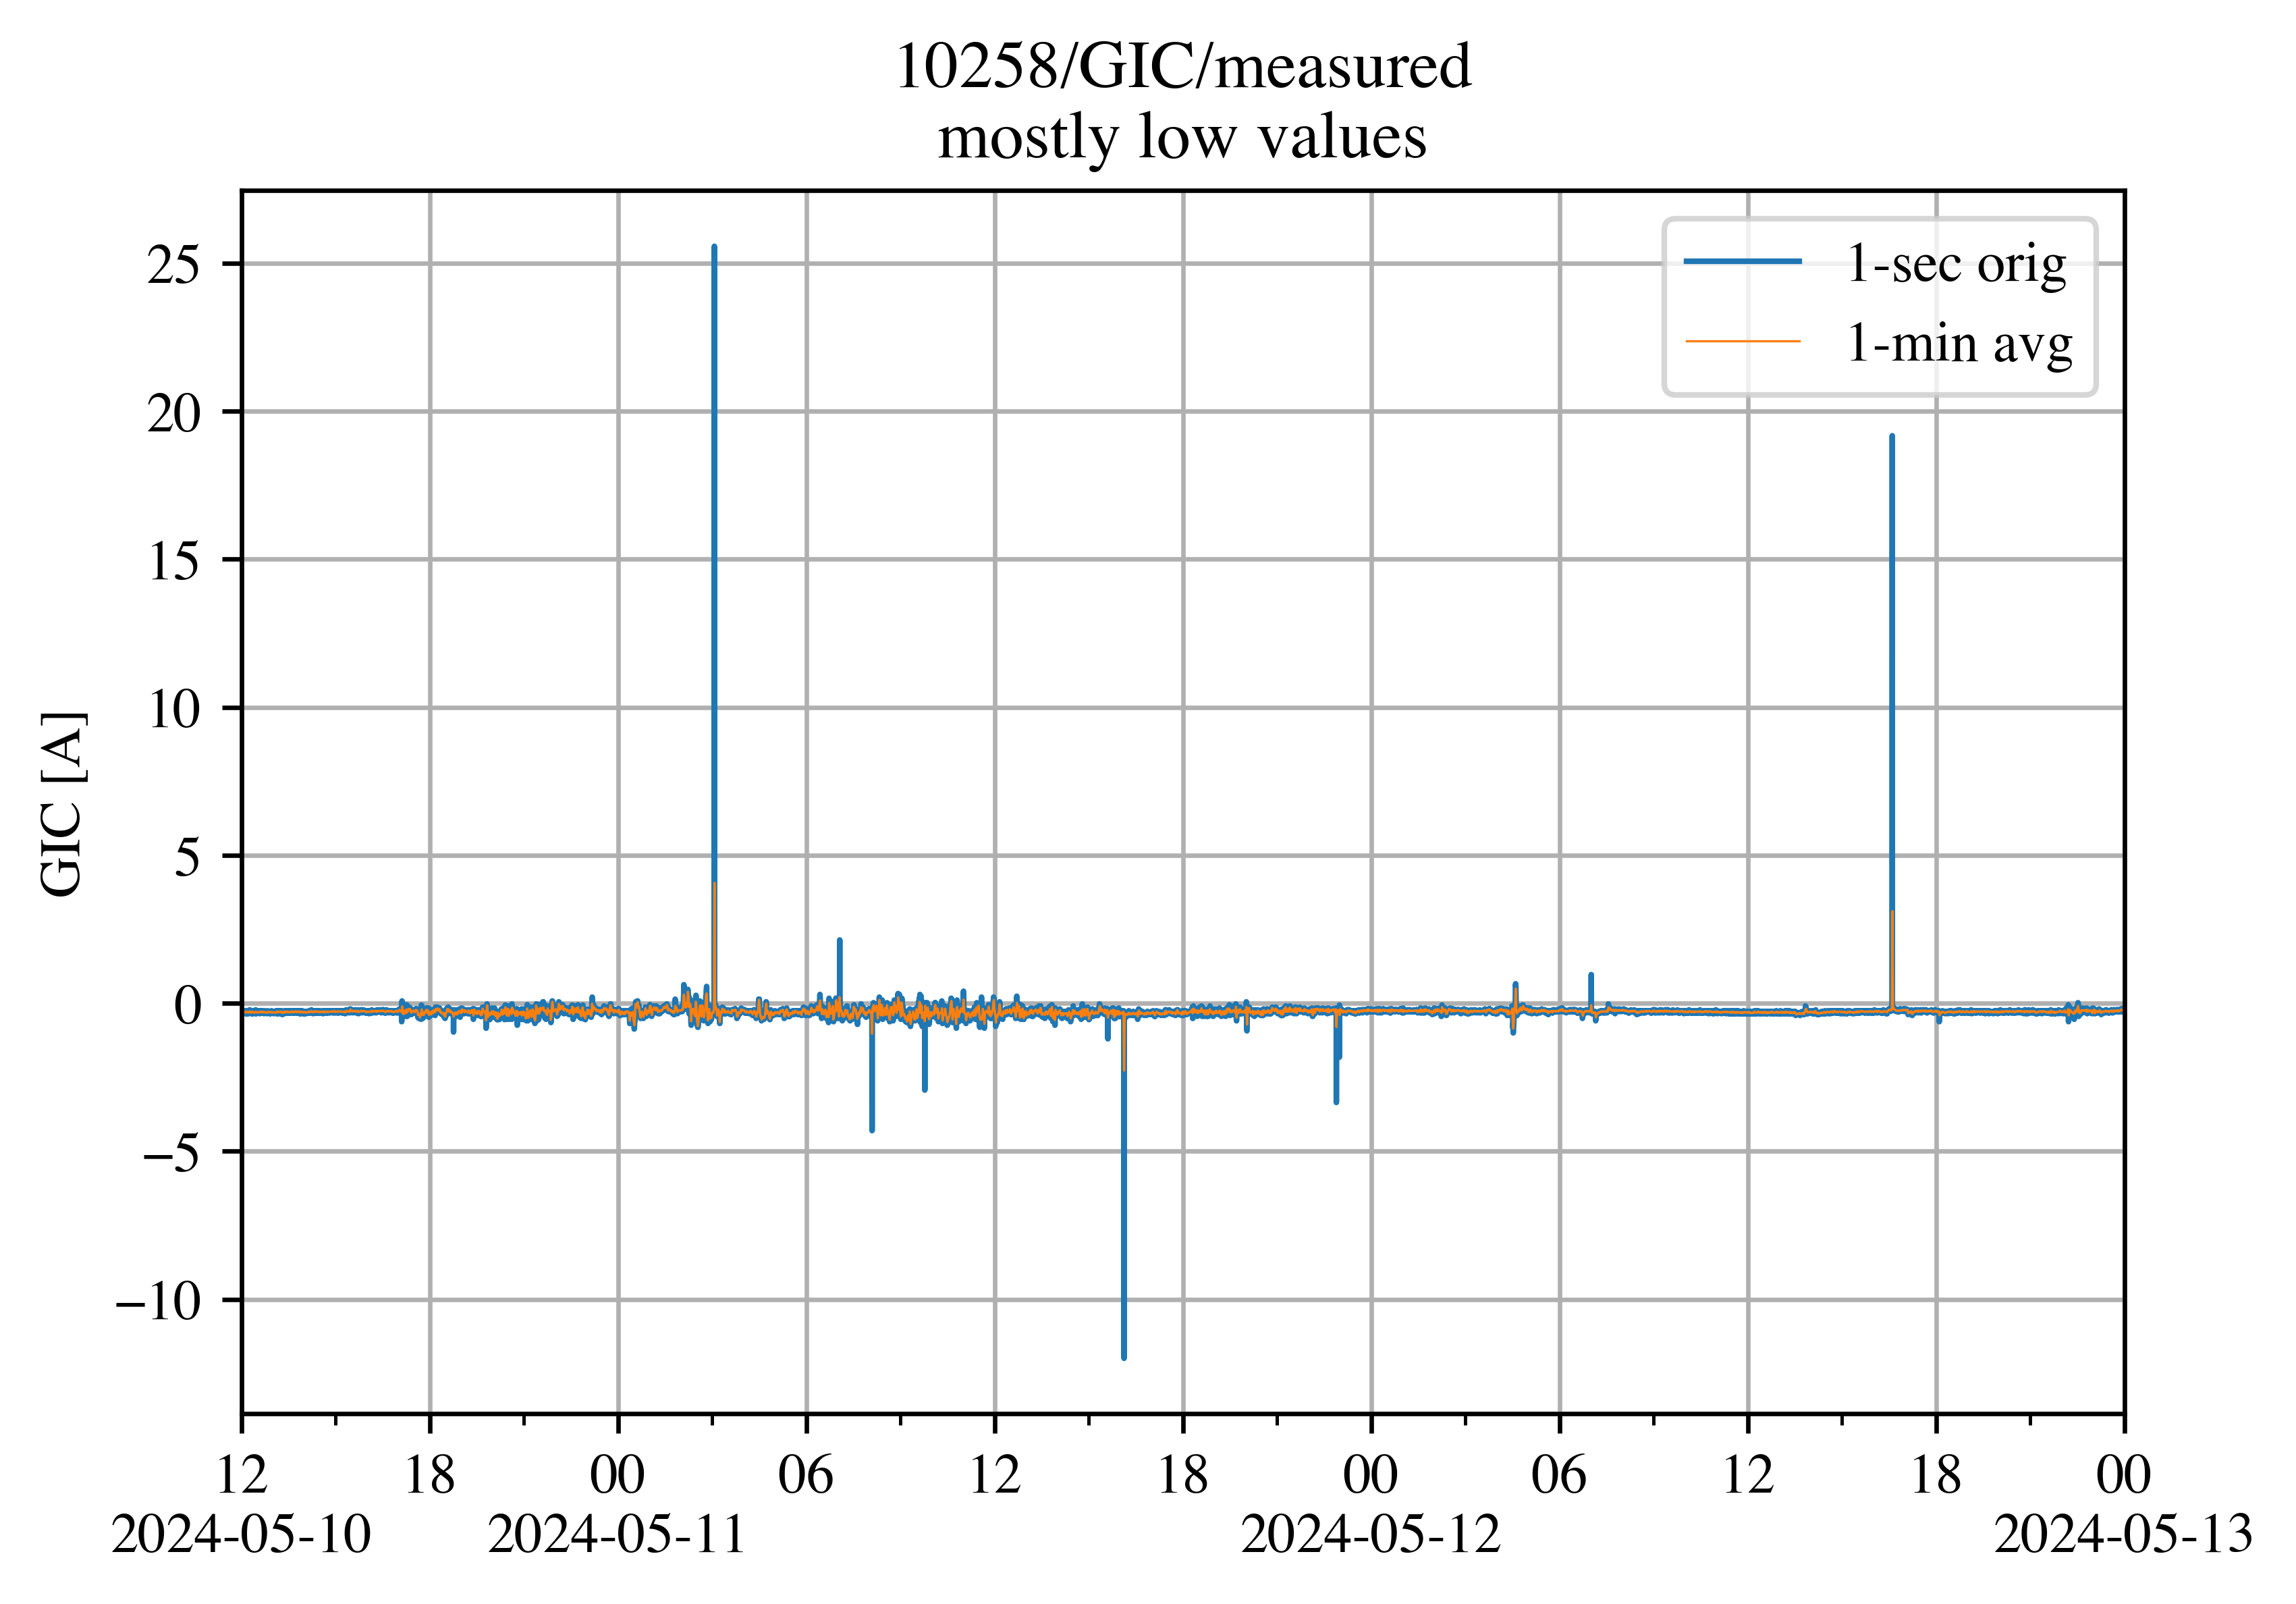 10258/GIC/measured
mostly low values
1-sec orig
1-min avg
GIC [A]
25
20
15
10
5
0
−5
−10
12 18 00 06 12 18 00 06 12 18 00
2024-05-10 2024-05-11 2024-05-12 2024-05-13